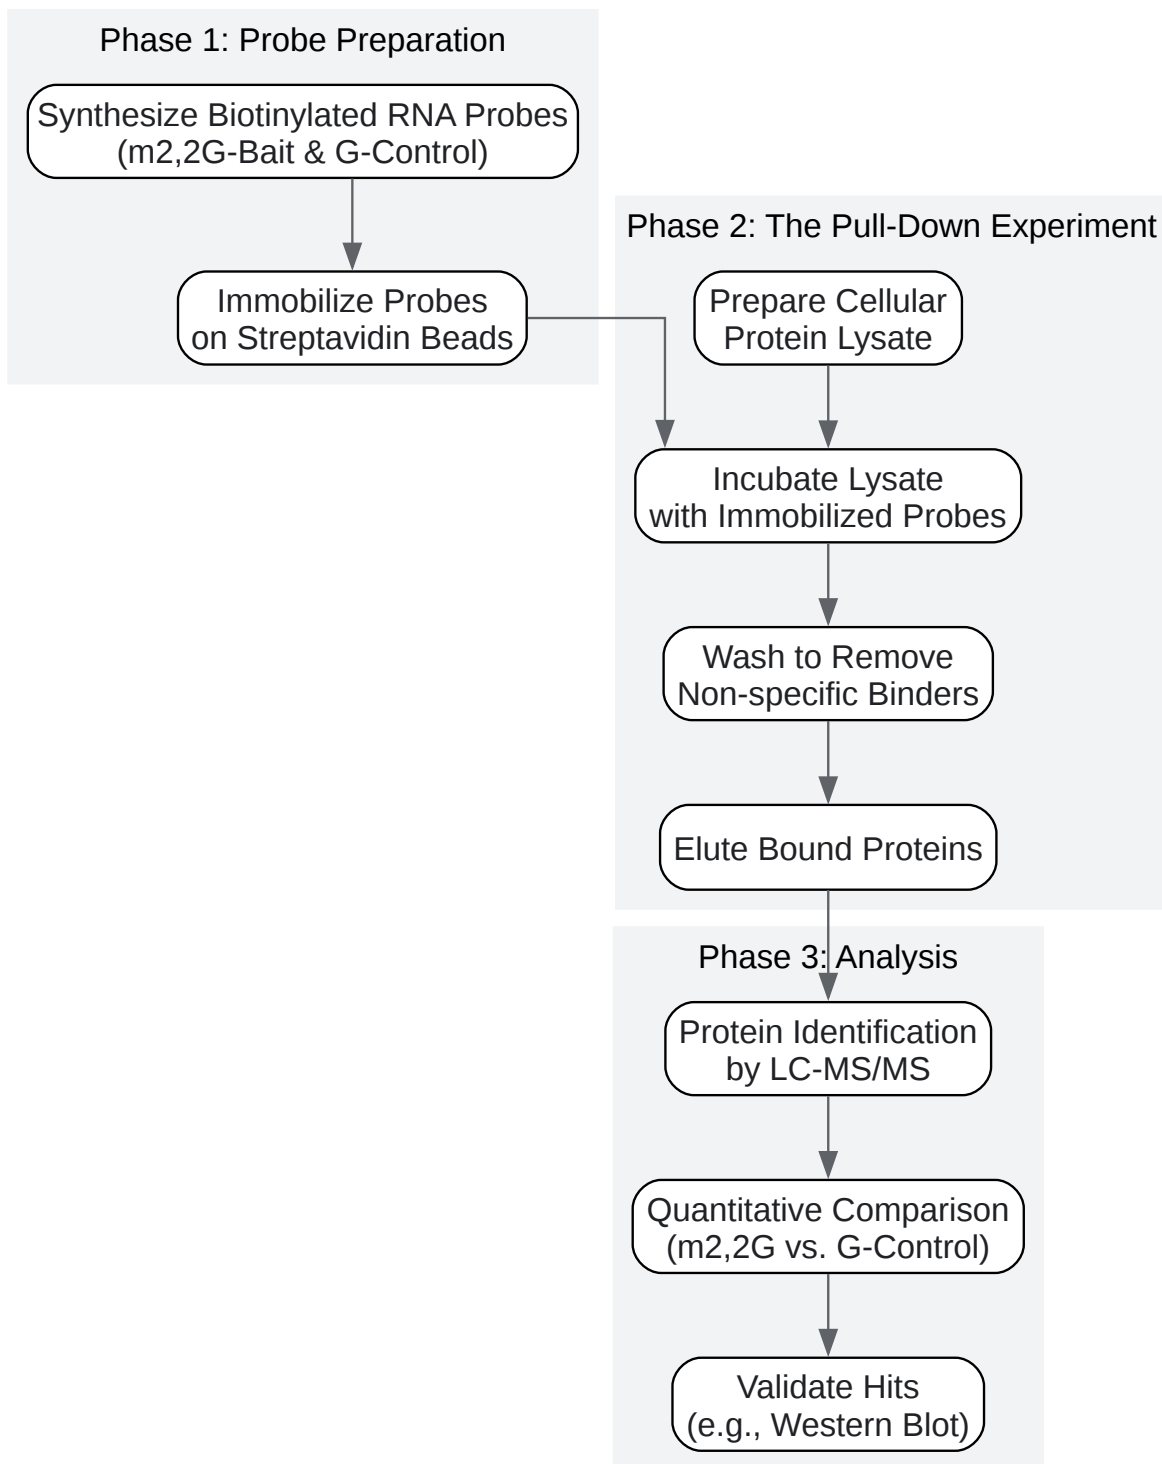 Phase 1: Probe Preparation
Synthesize Biotinylated RNA Probes
(m2,2G-Bait & G-Control)
Immobilize Probes
on Streptavidin Beads
Phase 2: The Pull-Down Experiment
Prepare Cellular
Protein Lysate
Incubate Lysate
with Immobilized Probes
Wash to Remove
Non-specific Binders
Elute Bound Proteins
Phase 3: Analysis
Protein Identification
by LC-MS/MS
Quantitative Comparison
(m2,2G vs. G-Control)
Validate Hits
(e.g., Western Blot)